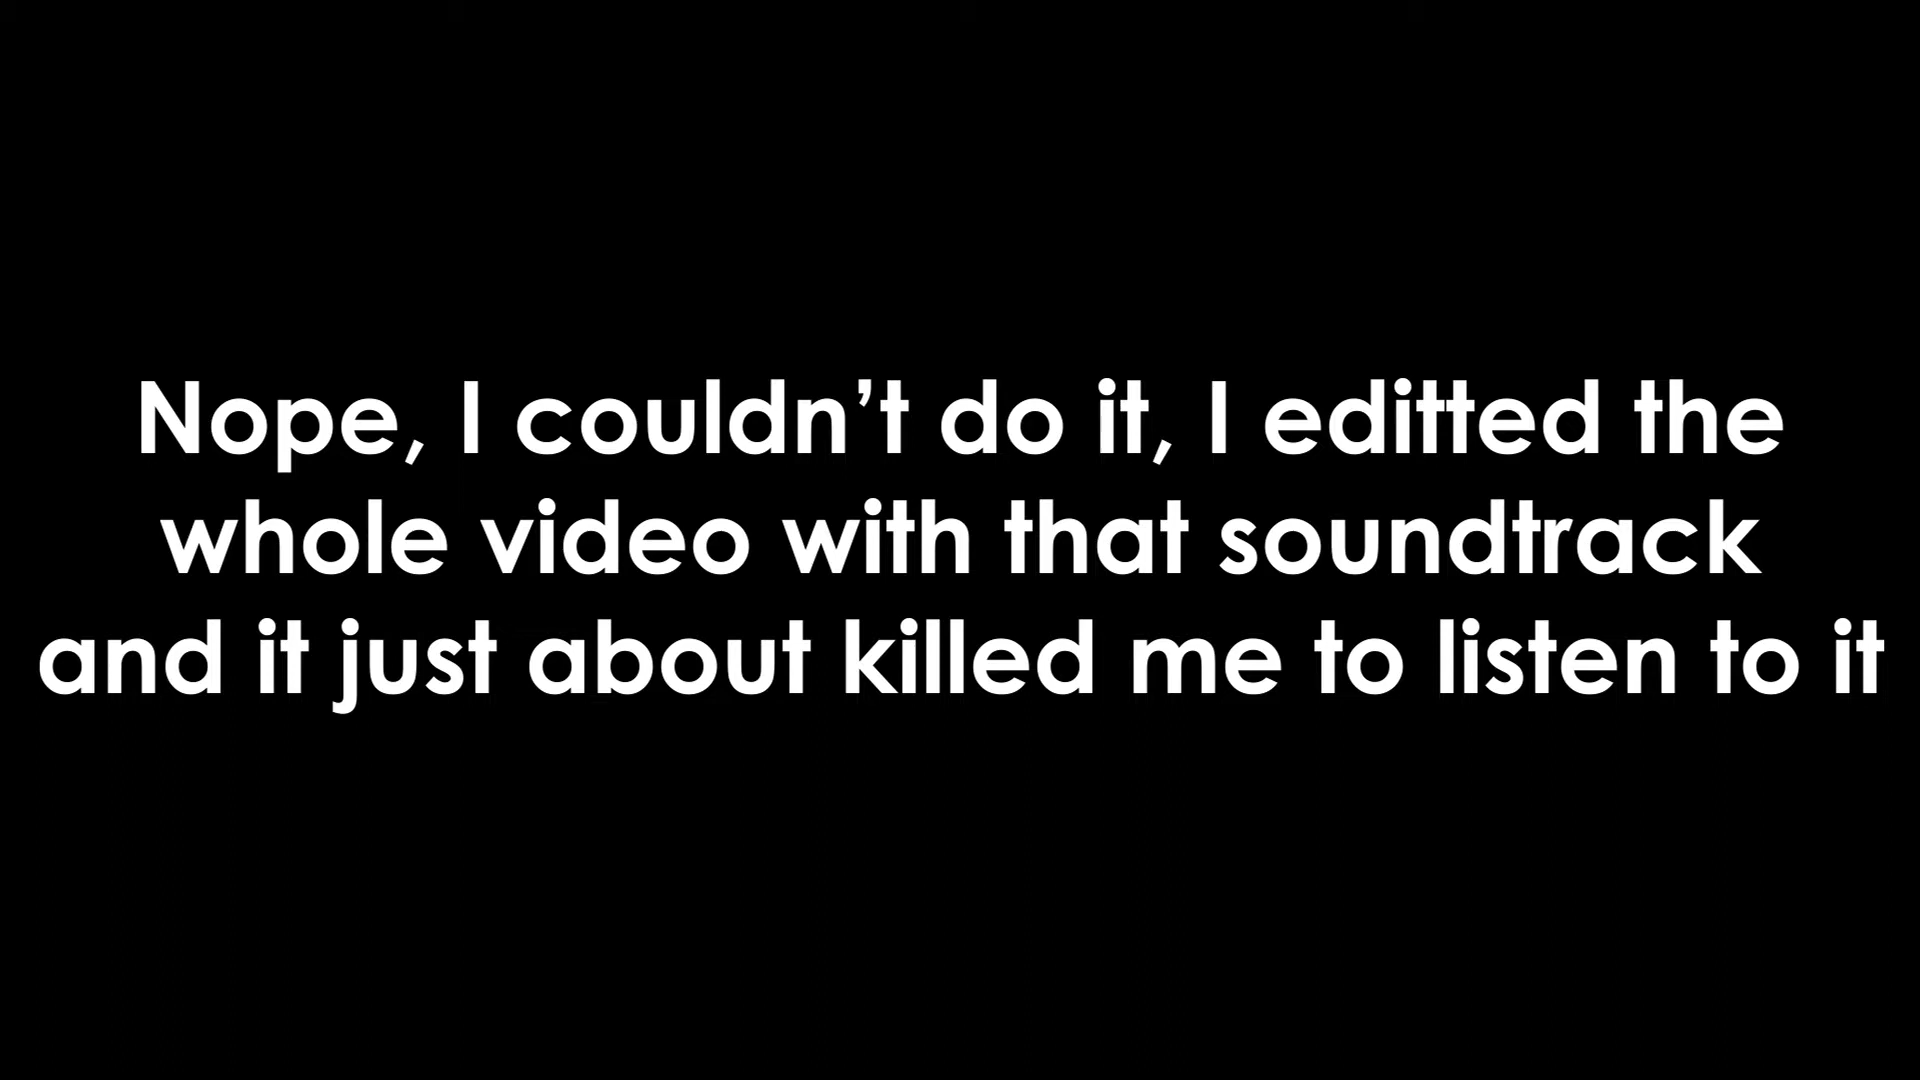 Nope, I couldn’t do it, I editted the
whole video with that soundtrack
and it just about killed me to listen to it